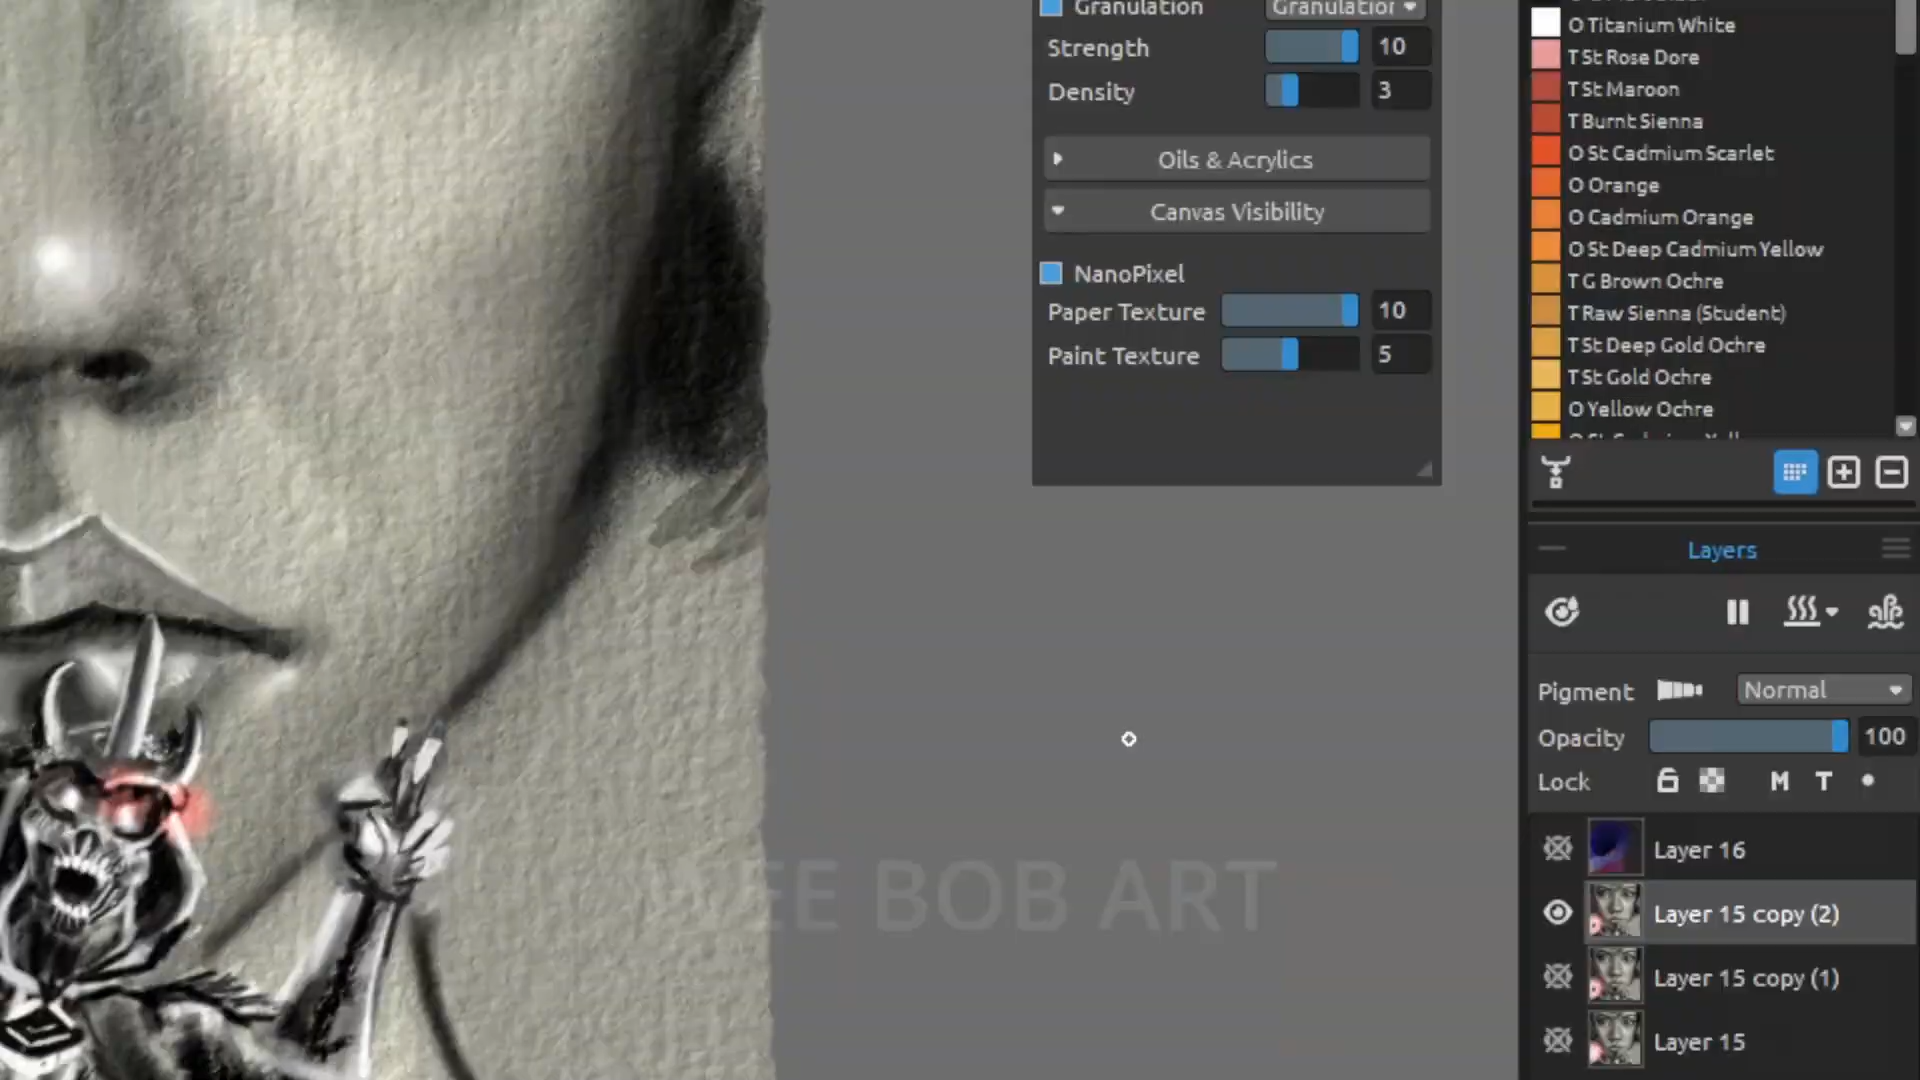 Granulation
Granulation
Strength 10
Density 3
Oils & Acrylics
Canvas Visibility
NanoPixel
Paper Texture 10
Paint Texture 5
O Titanium White
T St Rose Dore
T St Maroon
T Burnt Sienna
O St Cadmium Scarlet
O Orange
O Cadmium Orange
O St Deep Cadmium Yellow
T G Brown Ochre
T Raw Sienna (Student)
T St Deep Gold Ochre
T St Gold Ochre
O Yellow Ochre
Layers
Pigment Normal
Opacity 100
Lock M T
Layer 16
Layer 15 copy (2)
Layer 15 copy (1)
Layer 15
BOB ART